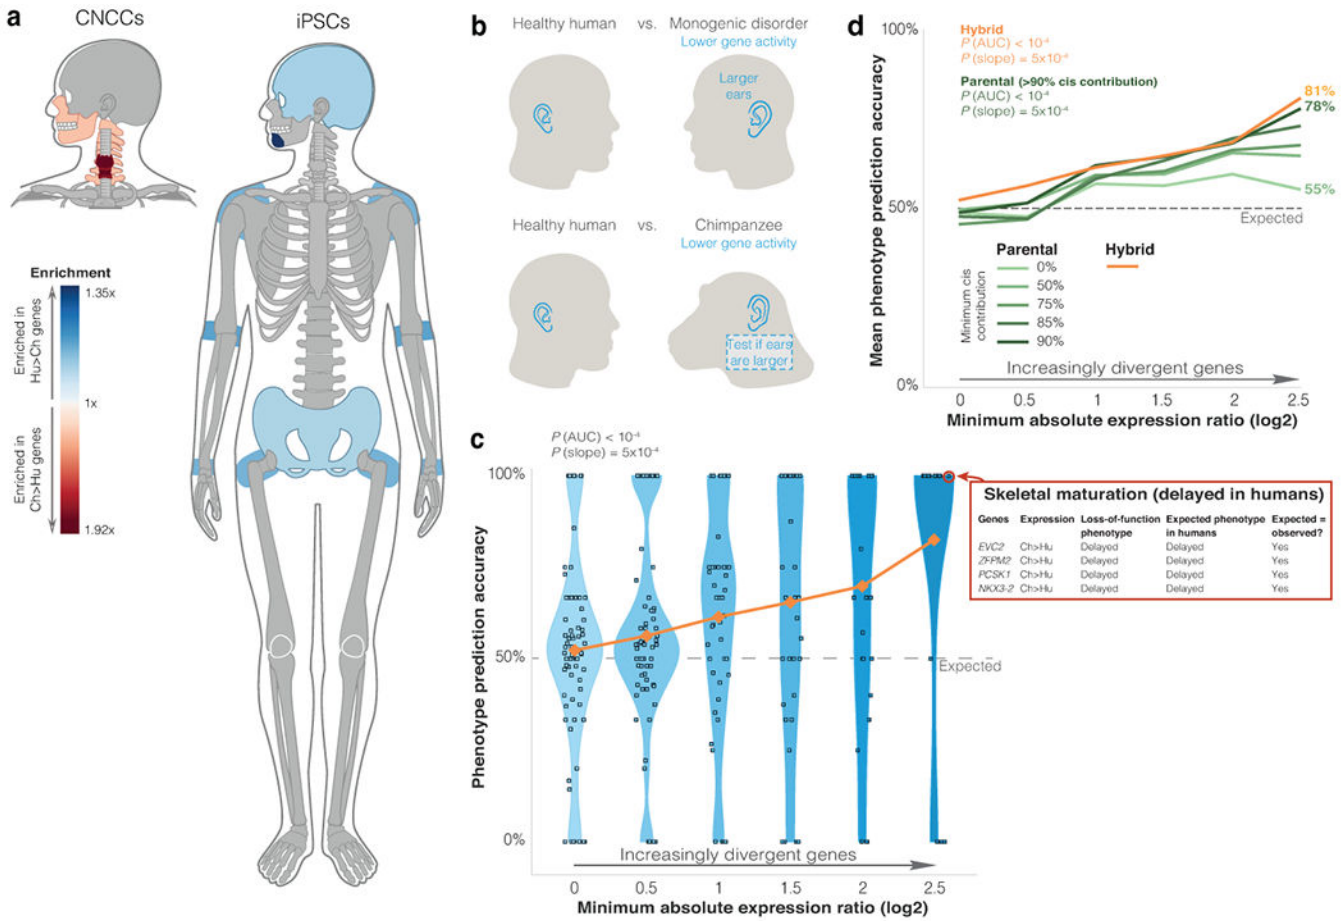 a
CNCCs
iPSCs
Enrichment
Enriched in
Hu>Ch genes
1.35x
1x
Enriched in
Ch>Hu genes
1.92x
b
Healthy human vs. Monogenic disorder
Lower gene activity
Larger
ears
Healthy human vs. Chimpanzee
Lower gene activity
Test if ears
are larger
c
P (AUC) < 10⁻⁴
P (slope) = 5x10⁻⁴
Phenotype prediction accuracy
100%
50%
0%
Expected
Increasingly divergent genes
0 0.5 1 1.5 2 2.5
Minimum absolute expression ratio (log2)
Skeletal maturation (delayed in humans)
Genes Expression Loss-of-function phenotype Expected phenotype in humans Expected = observed?
EVC2 Ch>Hu Delayed Delayed Yes
ZFPM2 Ch>Hu Delayed Delayed Yes
PCSK1 Ch>Hu Delayed Delayed Yes
NKX3-2 Ch>Hu Delayed Delayed Yes
d
Hybrid
P (AUC) < 10⁻⁴
P (slope) = 5x10⁻⁴
Parental (>90% cis contribution)
P (AUC) < 10⁻⁴
P (slope) = 5x10⁻⁴
Mean phenotype prediction accuracy
100%
50%
0%
81%
78%
55%
Expected
Parental Hybrid
Minimum cis
contribution
0%
50%
75%
85%
90%
Increasingly divergent genes
0 0.5 1 1.5 2 2.5
Minimum absolute expression ratio (log2)